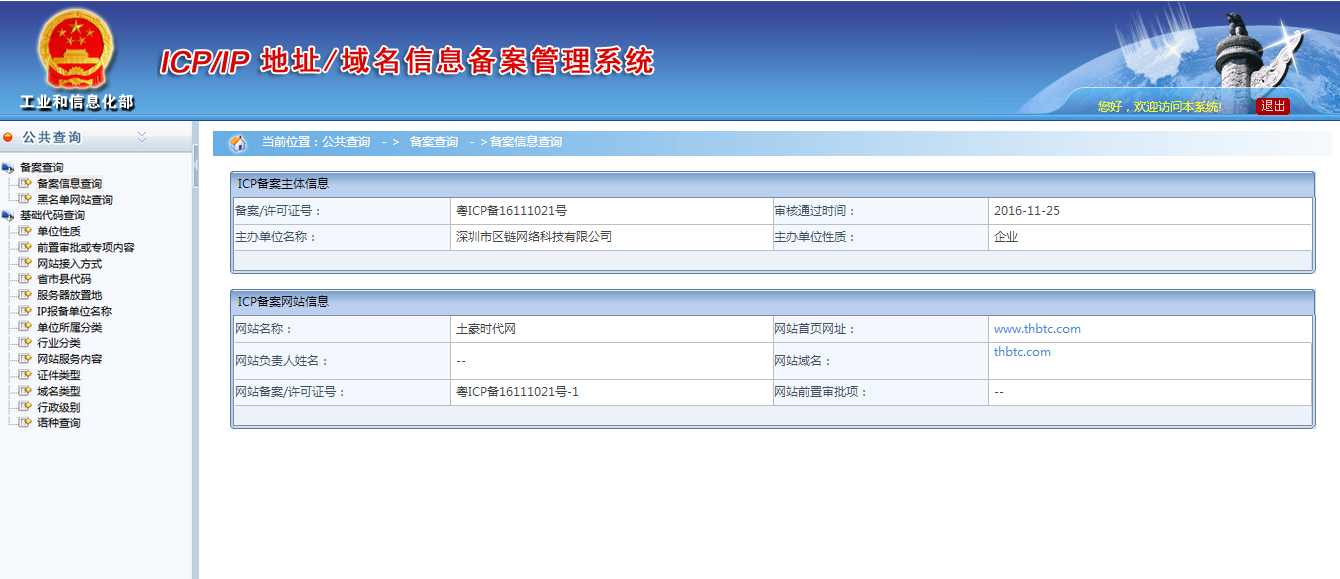 ICP/IP 地址/域名信息备案管理系统
工业和信息化部
您好，欢迎访问本系统!
退出
公共查询
当前位置：公共查询 -> 备案查询 ->备案信息查询
备案查询
备案信息查询
黑名单网站查询
基础代码查询
单位性质
前置审批或专项内容
网站接入方式
省市县代码
服务器放置地
IP报备单位名称
单位所属分类
行业分类
网站服务内容
证件类型
域名类型
行政级别
语种查询
ICP备案主体信息
备案/许可证号： 粤ICP备16111021号 审核通过时间： 2016-11-25
主办单位名称： 深圳市区链网络科技有限公司 主办单位性质： 企业
ICP备案网站信息
网站名称： 土豪时代网 网站首页网址： www.thbtc.com
网站负责人姓名： -- 网站域名： thbtc.com
网站备案/许可证号： 粤ICP备16111021号-1 网站前置审批项： --